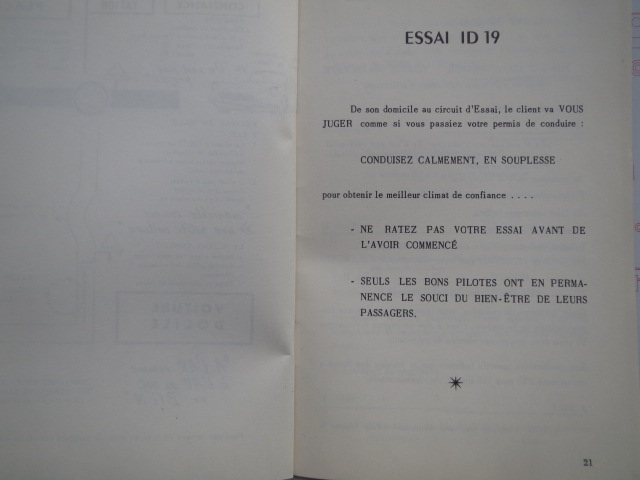 ESSAI ID 19
De son domicile au circuit d'Essai, le client va VOUS
JUGER comme si vous passiez votre permis de conduire :
CONDUISEZ CALMEMENT, EN SOUPLESSE
pour obtenir le meilleur climat de confiance . . . .
- NE RATEZ PAS VOTRE ESSAI AVANT DE
L'AVOIR COMMENCÉ
- SEULS LES BONS PILOTES ONT EN PERMA-
NENCE LE SOUCI DU BIEN-ÊTRE DE LEURS
PASSAGERS.
21